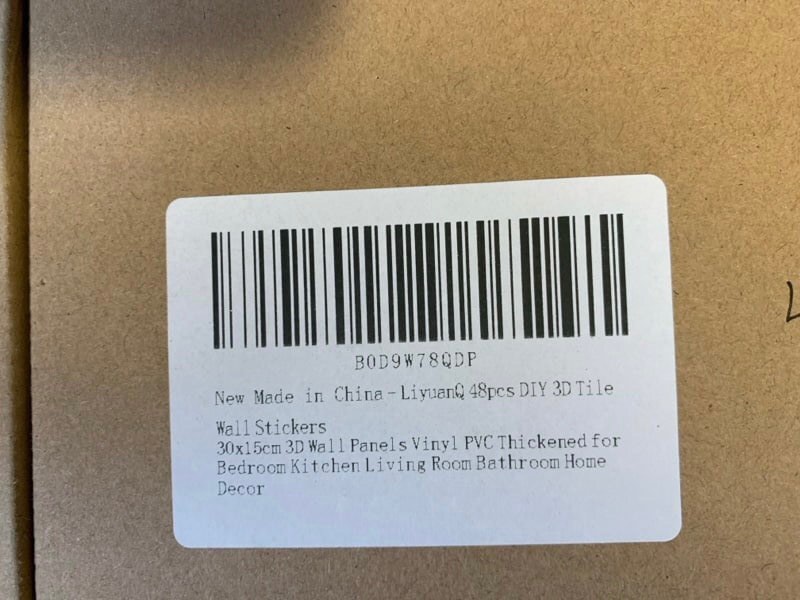 B0D9W78QDP
New Made in China - LiyuanQ 48pcs DIY 3D Tile
Wall Stickers
30x15cm 3D Wall Panels Vinyl PVC Thickened for
Bedroom Kitchen Living Room Bathroom Home
Decor